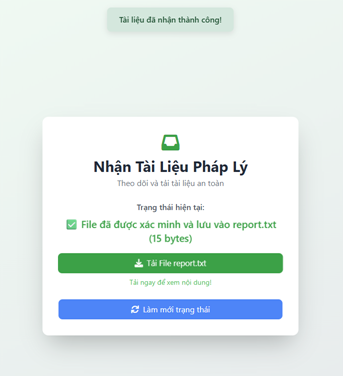 Tài liệu đã nhận thành công!
Nhận Tài Liệu Pháp Lý
Theo dõi và tải tài liệu an toàn
Trạng thái hiện tại:
File đã được xác minh và lưu vào report.txt
(15 bytes)
Tải File report.txt
Tải ngay để xem nội dung!
Làm mới trạng thái